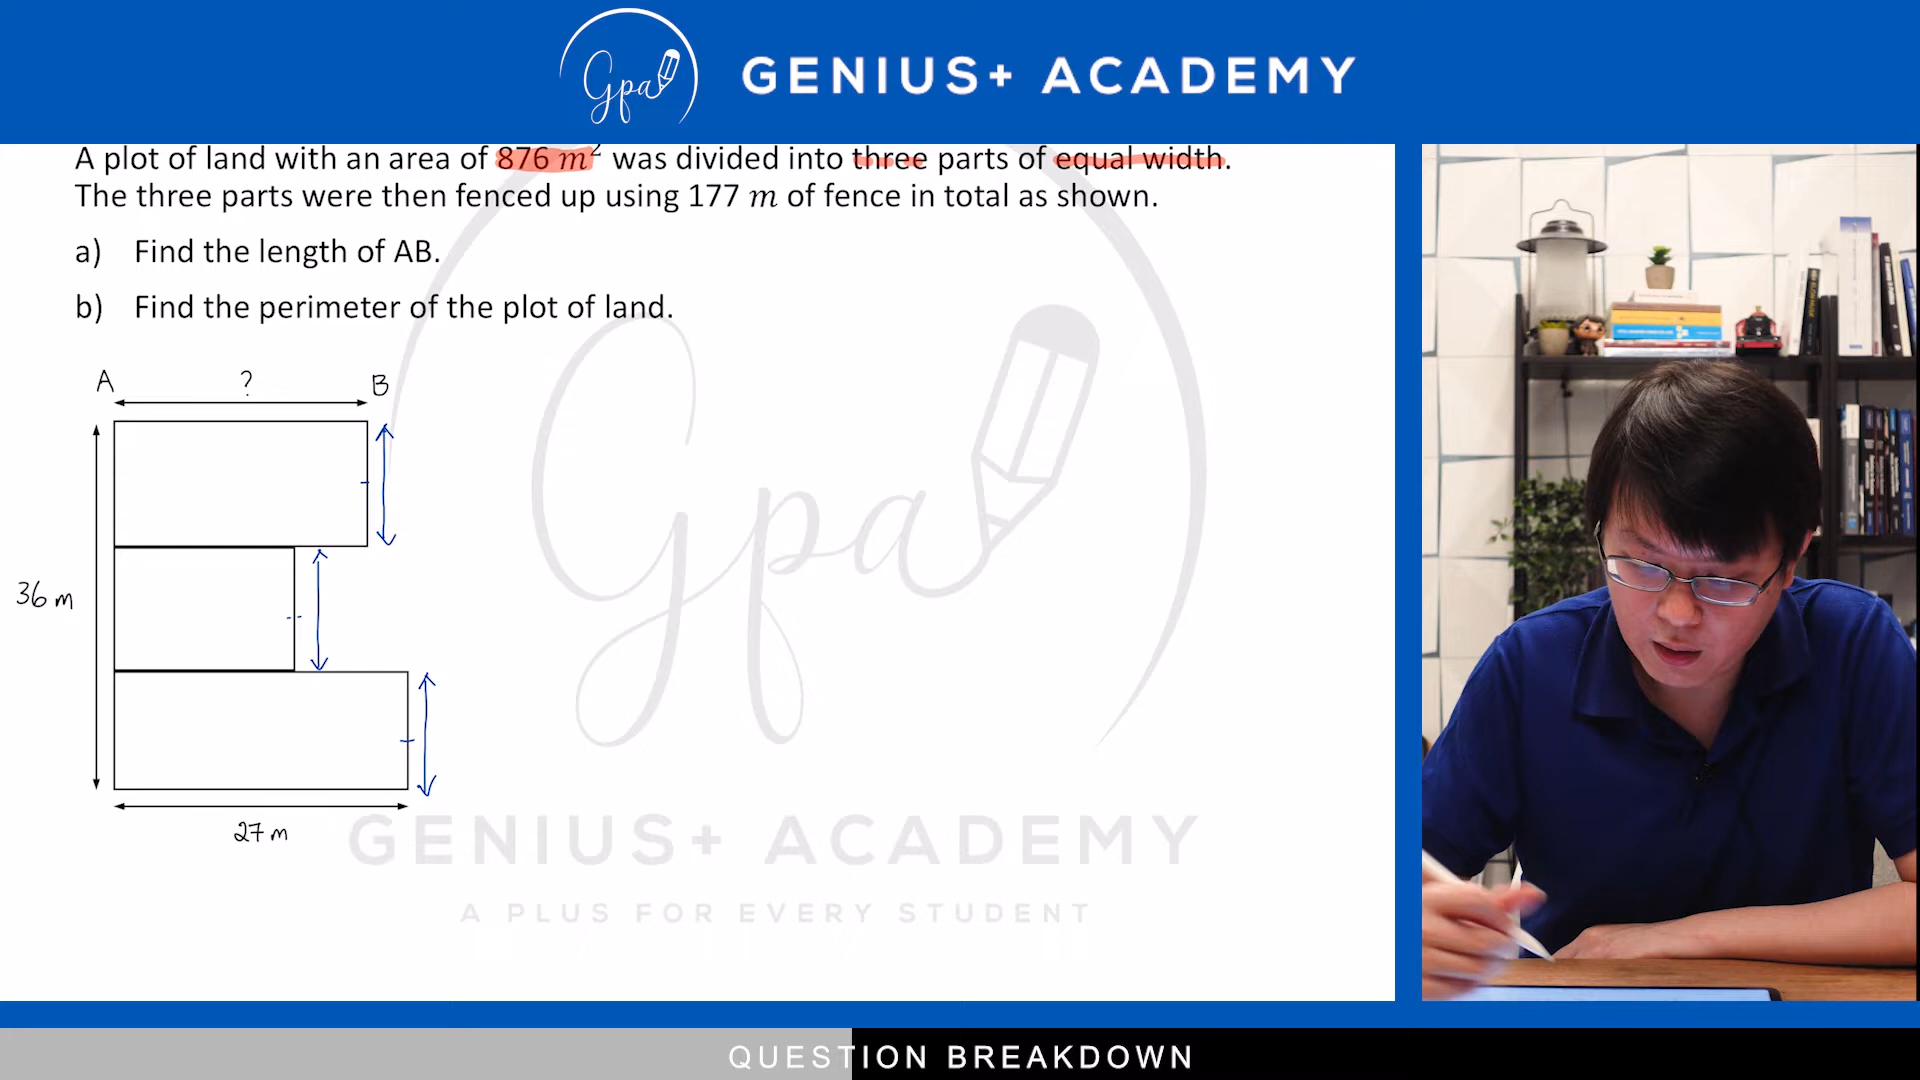 Gpa
GENIUS+ ACADEMY
A plot of land with an area of 876 m² was divided into three parts of equal width.
The three parts were then fenced up using 177 m of fence in total as shown.
a) Find the length of AB.
b) Find the perimeter of the plot of land.
A ? B
36 m
27 m
Gpa
GENIUS+ ACADEMY
A PLUS FOR EVERY STUDENT
QUESTION BREAKDOWN